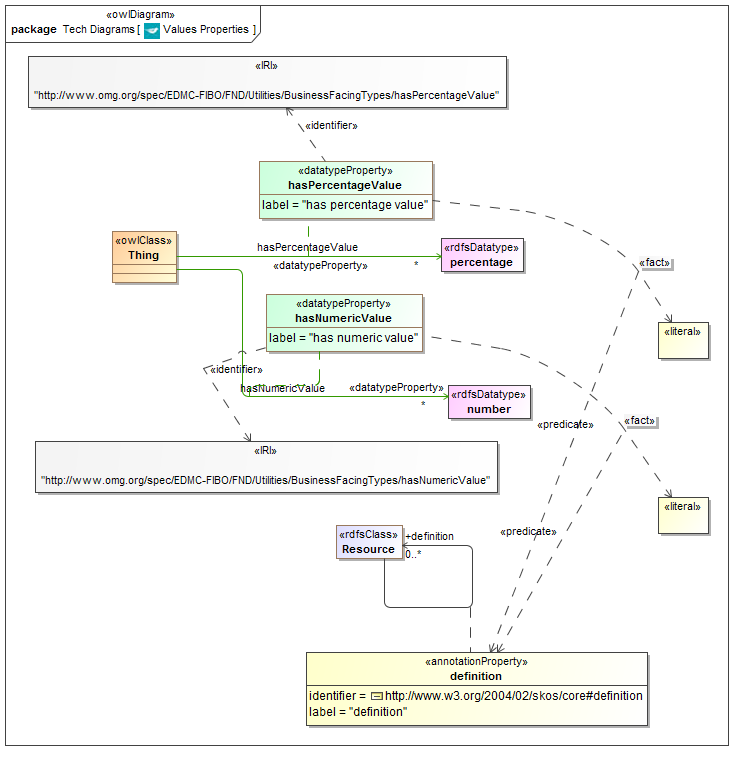 «owlDiagram»
package Tech Diagrams [ Values Properties ]
«IRI»
"http://www.omg.org/spec/EDMC-FIBO/FND/Utilities/BusinessFacingTypes/hasPercentageValue"
«identifier»
«datatypeProperty»
hasPercentageValue
label = "has percentage value"
«owlClass»
Thing
hasPercentageValue
«datatypeProperty»
*
«rdfsDatatype»
percentage
«fact»
«datatypeProperty»
hasNumericValue
label = "has numeric value"
«literal»
«identifier»
hasNumericValue
«datatypeProperty»
*
«rdfsDatatype»
number
«predicate»
«fact»
«IRI»
"http://www.omg.org/spec/EDMC-FIBO/FND/Utilities/BusinessFacingTypes/hasNumericValue"
«literal»
«predicate»
«rdfsClass»
Resource
+definition
0..*
«annotationProperty»
definition
identifier = http://www.w3.org/2004/02/skos/core#definition
label = "definition"